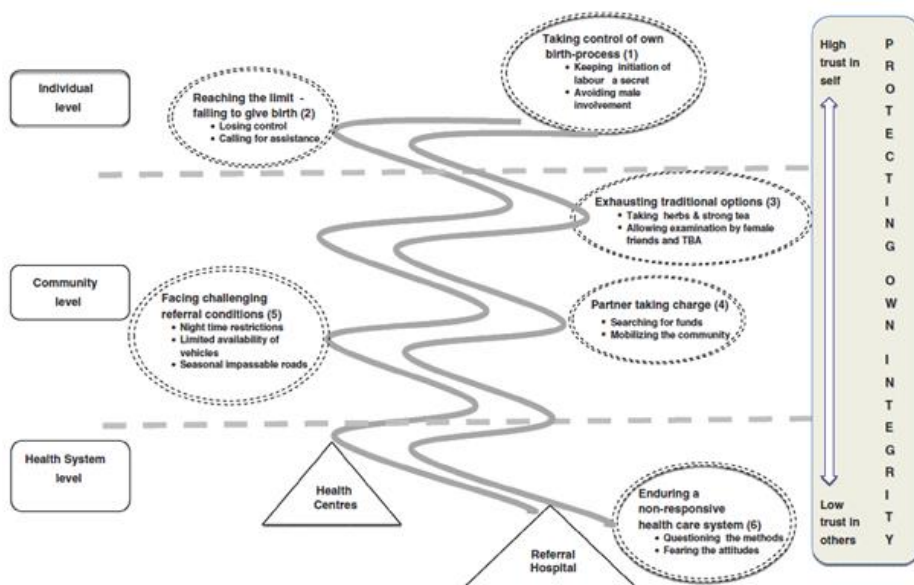 Individual
level
Taking control of own
birth-process (1)
• Keeping initiation of
labour a secret
• Avoiding male
involvement
Reaching the limit -
failing to give birth (2)
• Losing control
• Calling for assistance
Exhausting traditional options (3)
• Taking herbs & strong tea
• Allowing examination by female
friends and TBA
Community
level
Partner taking charge (4)
• Searching for funds
• Mobilizing the community
Facing challenging
referral conditions (5)
• Night time restrictions
• Limited availability of
vehicles
• Seasonal impassable roads
Health System
level
Health
Centres
Referral
Hospital
Enduring a
non-responsive
health care system (6)
• Questioning the methods
• Fearing the attitudes
High
trust in
self
Low
trust in
others
PROTECTING OWN INTEGRITY